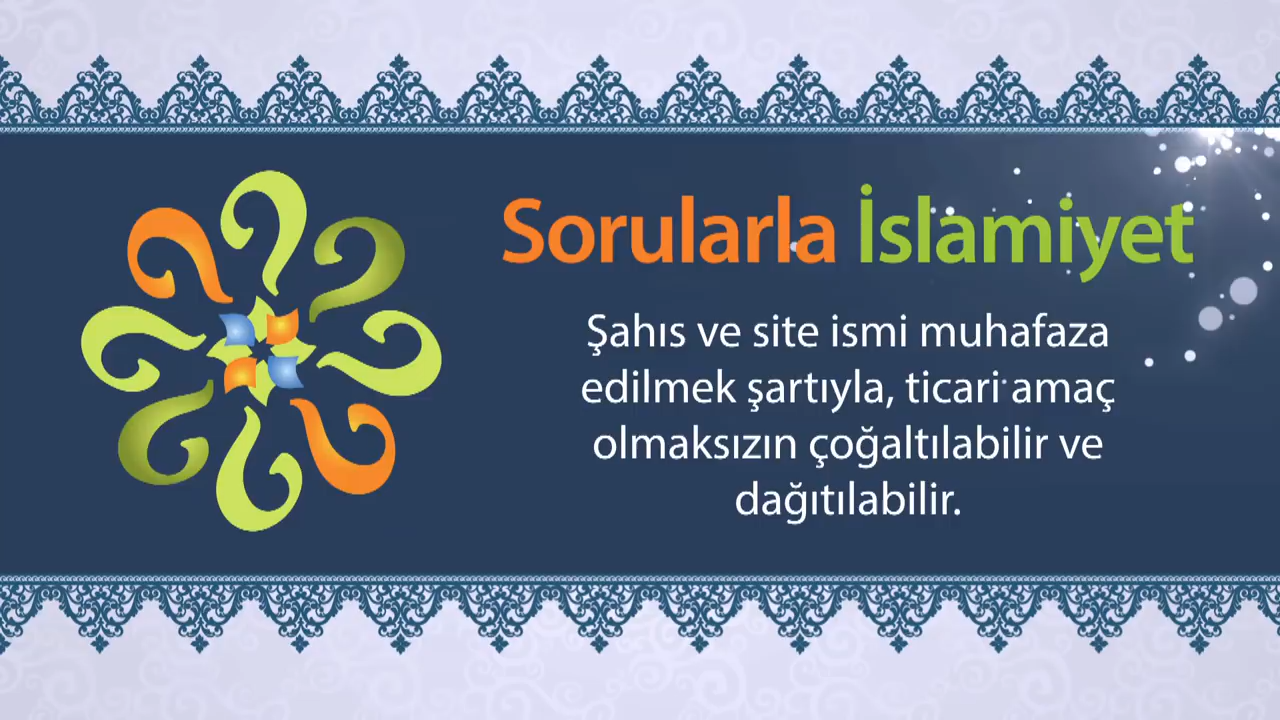 Sorularla İslamiyet
Şahıs ve site ismi muhafaza
edilmek şartıyla, ticari amaç
olmaksızın çoğaltılabilir ve
dağıtılabilir.